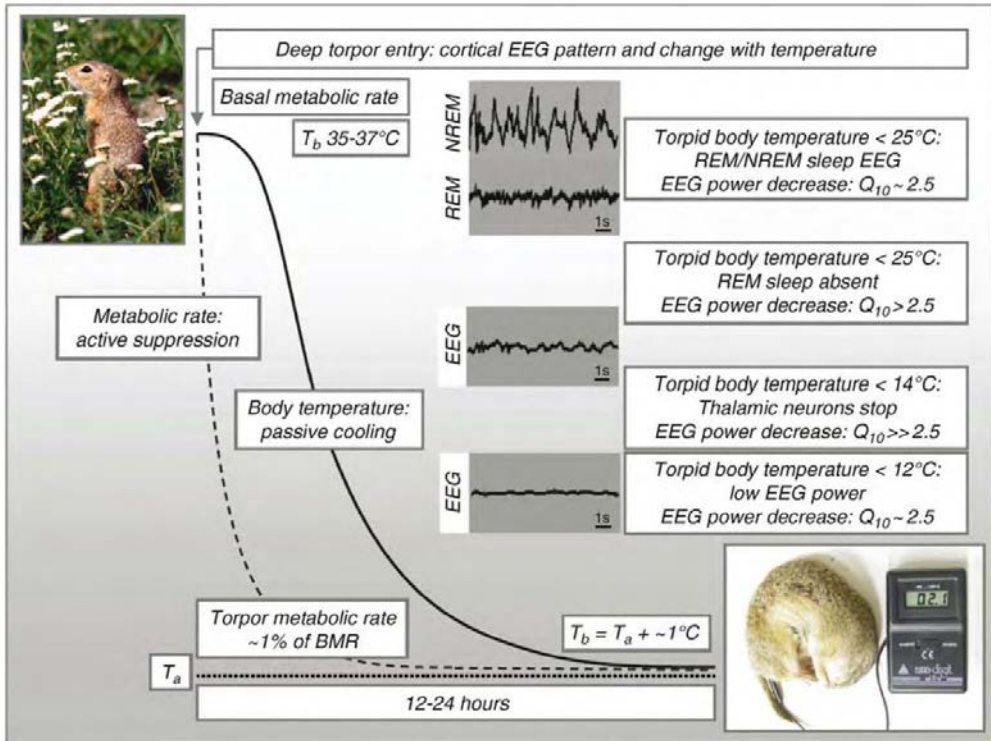 Deep torpor entry: cortical EEG pattern and change with temperature
Basal metabolic rate
T_b 35-37°C
NREM
REM
1s
Torpid body temperature < 25°C:
REM/NREM sleep EEG
EEG power decrease: Q₁₀ ~ 2.5
Torpid body temperature < 25°C:
REM sleep absent
EEG power decrease: Q₁₀ > 2.5
Metabolic rate:
active suppression
EEG
1s
Body temperature:
passive cooling
Torpid body temperature < 14°C:
Thalamic neurons stop
EEG power decrease: Q₁₀ >> 2.5
EEG
1s
Torpid body temperature < 12°C:
low EEG power
EEG power decrease: Q₁₀ ~ 2.5
Torpor metabolic rate
~1% of BMR
T_b = T_a + ~1°C
T_a
12-24 hours
02.1
CE